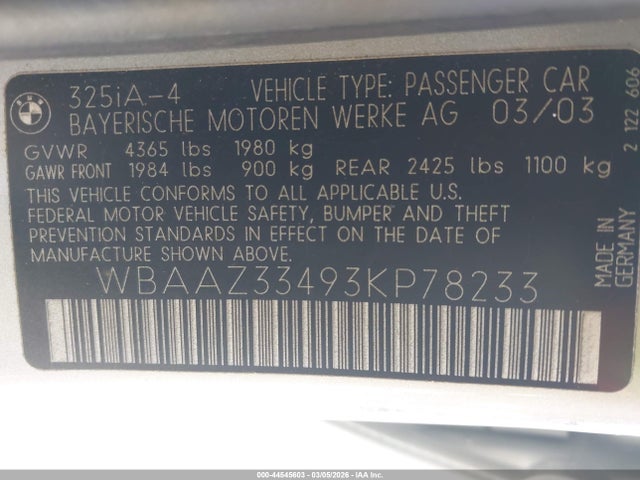 BMW
325iA-4 VEHICLE TYPE: PASSENGER CAR
BAYERISCHE MOTOREN WERKE AG 03/03
GVWR 4365 lbs 1980 kg
GAWR FRONT 1984 lbs 900 kg REAR 2425 lbs 1100 kg
THIS VEHICLE CONFORMS TO ALL APPLICABLE U.S.
FEDERAL MOTOR VEHICLE SAFETY, BUMPER AND THEFT
PREVENTION STANDARDS IN EFFECT ON THE DATE OF
MANUFACTURE SHOWN ABOVE.
WBAAZ33493KP78233
2 122 606
MADE IN
GERMANY
000-44545603 - 03/05/2026 - IAAI.COM